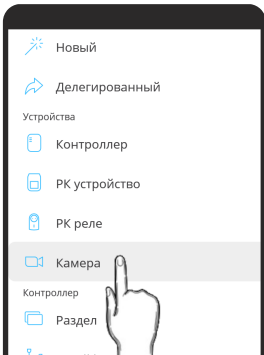 Новый
Делегированный
Устройства
Контроллер
РК устройство
РК реле
Камера
Контроллер
Раздел